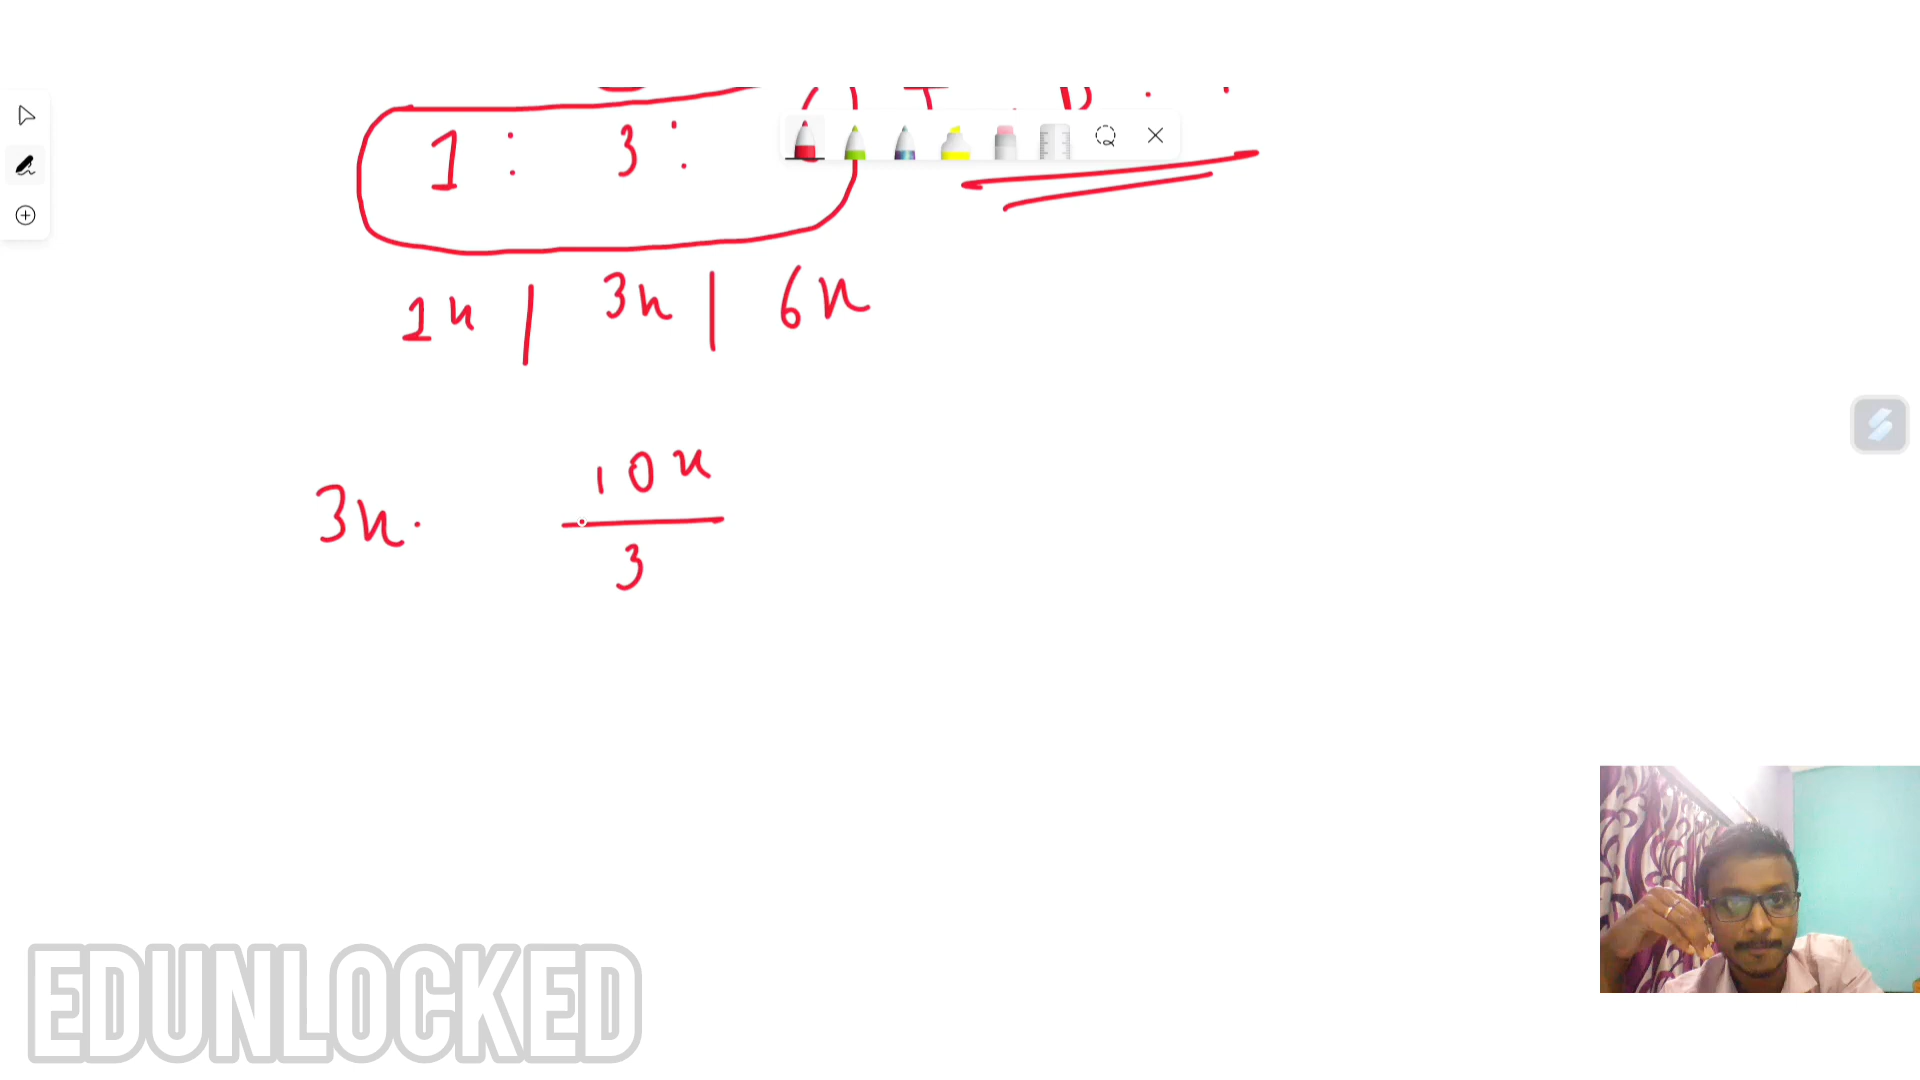 1 : 3 :
1x | 3x | 6x
10x
3x. ―
3
EDUNLOCKED